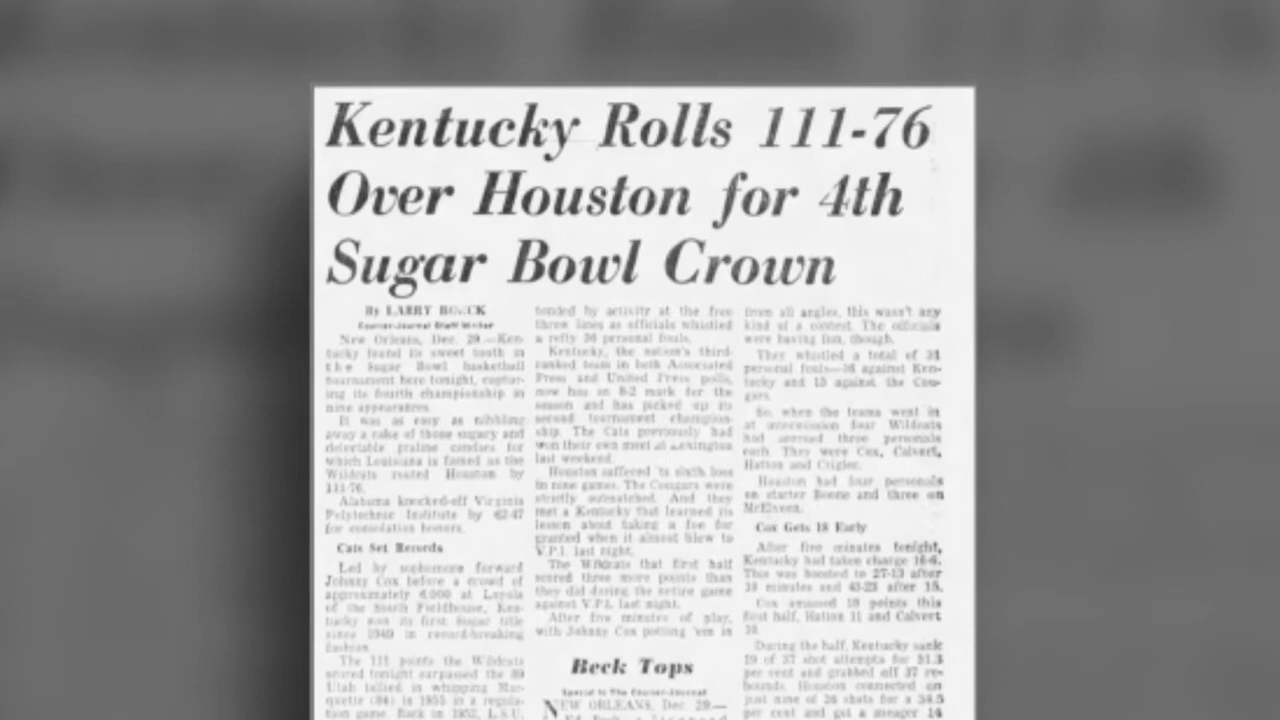 Kentucky Rolls 111-76
Over Houston for 4th
Sugar Bowl Crown
By LARRY BOECK
Courier-Journal Staff Writer
New Orleans, Dec. 29.—Ken-
tucky found its sweet tooth in
the Sugar Bowl basketball
tournament here tonight, captur-
ing its fourth championship in
nine appearances.
It was as easy as nibbling
away a cake of those sugary and
delectable praline candies for
which Louisiana is famed as the
Wildcats routed Houston by
111-76.
Alabama knocked-off Virginia
Polytechnic Institute by 62-47
for consolation honors.
Cats Set Records
Led by sophomore forward
Johnny Cox before a crowd of
approximately 6,000 at Loyola
of the South Fieldhouse, Ken-
tucky won its first Sugar title
since 1949 in record-breaking
fashion.
The 111 points the Wildcats
scored tonight surpassed the 89
Utah tallied in whipping Mar-
quette (84) in 1955 in a regula-
tion game. Back in 1952, L.S.U.
tended by activity at the free
throw lines as officials whistled
a refty 36 personal fouls.
Kentucky, the nation's third-
ranked team in both Associated
Press and United Press polls,
now has an 8-2 mark for the
season and has picked up its
second tournament champion-
ship. The Cats previously had
won their own meet at Lexington
last weekend.
Houston suffered its sixth loss
in nine games. The Cougars were
strictly outmatched. And they
met a Kentucky that learned its
lesson about taking a foe for
granted when it almost blew to
V.P.I. last night.
The Wildcats that first half
scored three more points than
they did during the entire game
against V.P.I. last night.
After five minutes of play,
with Johnny Cox potting 'em in
Beck Tops
Special to The Courier-Journal
NEW ORLEANS, Dec. 29.—
from all angles, this wasn't any
kind of a contest. The officials
were having fun, though.
They whistled a total of 31
personal fouls—16 against Ken-
tucky and 15 against the Cou-
gars.
So, when the teams went in
at intermission four Wildcats
had accrued three personals
each. They were Cox, Calvert,
Hatton and Crigler.
Houston had four personals
on starter Boone and three on
McElveen.
Cox Gets 18 Early
After five minutes tonight,
Kentucky had taken charge 16-6.
This was boosted to 27-13 after
10 minutes and 43-23 after 15.
Cox amassed 18 points this
first half, Hatton 11 and Calvert
10.
During the half, Kentucky sank
19 of 37 shot attempts for 51.3
per cent and grabbed off 37 re-
bounds. Houston connected on
just nine of 26 shots for a 34.5
per cent and got a meager 14